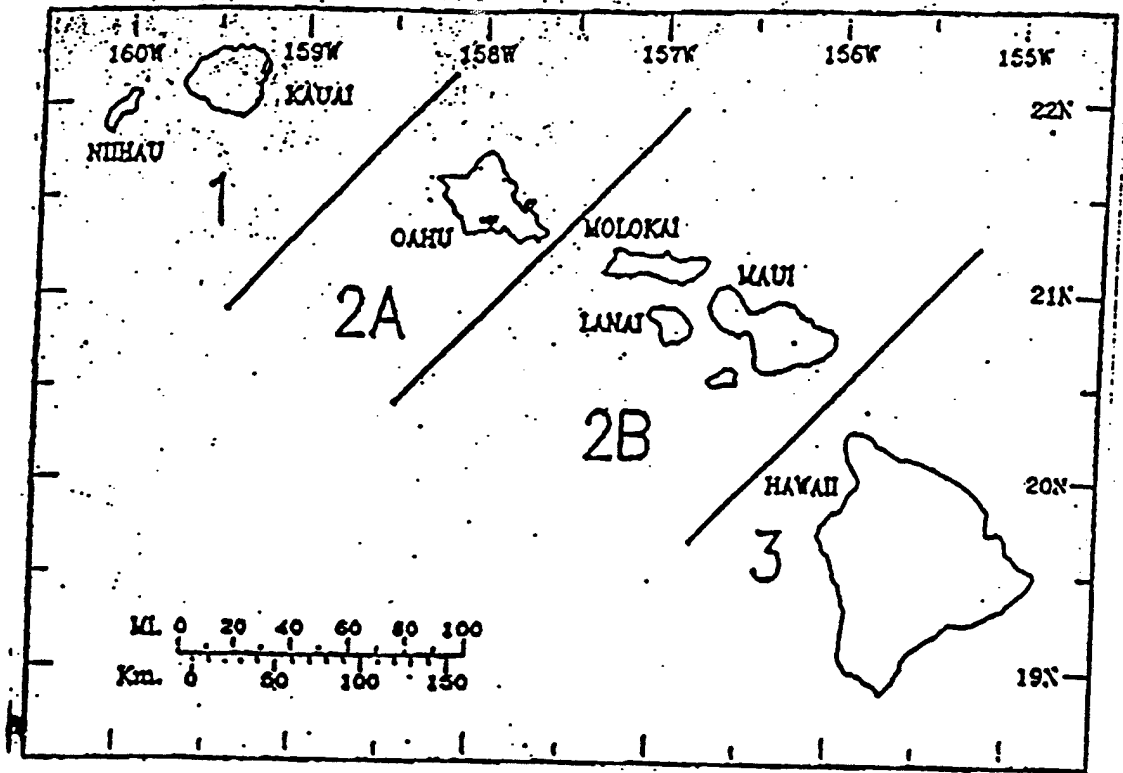 160W 159W 158W 157W 156W 155W
KAUAI
22N
NIIHAU
1
OAHU
MOLOKAI
MAUI
21N
2A
LANAI
2B
HAWAII
20N
3
MI. 0 20 40 60 80 100
Km. 0 50 100 150
19N